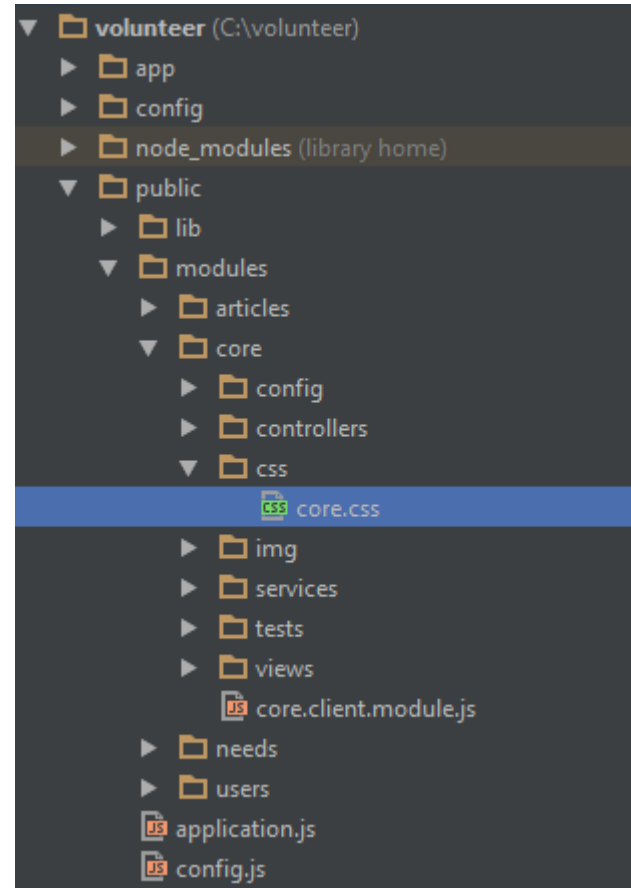 volunteer (C:\volunteer)
app
config
node_modules (library home)
public
lib
modules
articles
core
config
controllers
css
core.css
img
services
tests
views
core.client.module.js
needs
users
application.js
config.js